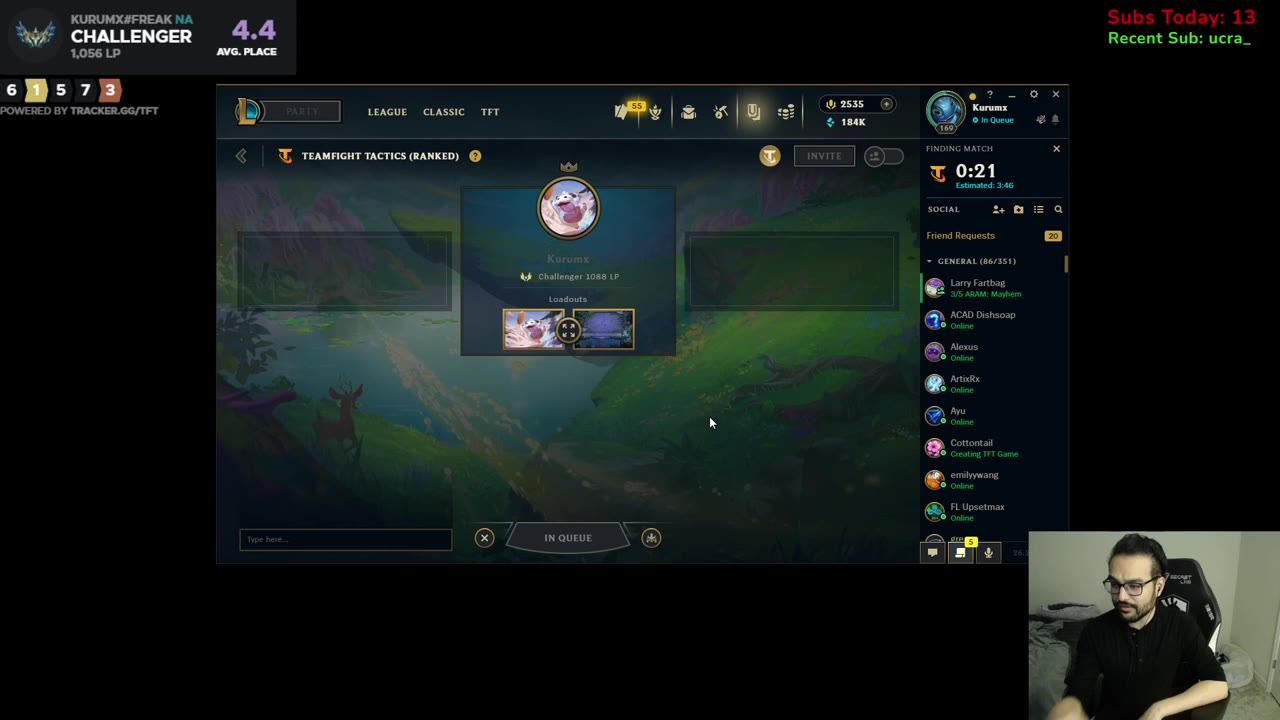 KURUMX#FREAK NA
CHALLENGER
1,056 LP
4.4
AVG. PLACE
6 1 5 7 3
POWERED BY TRACKER.GG/TFT
Subs Today: 13
Recent Sub: ucra_
PARTY
LEAGUE
CLASSIC
TFT
55
2535
184K
169
Kurumx
In Queue
TEAMFIGHT TACTICS (RANKED)
INVITE
Kurumx
Challenger 1088 LP
Loadouts
Type here...
IN QUEUE
FINDING MATCH
0:21
Estimated: 3:46
SOCIAL
Friend Requests
20
GENERAL (86/351)
Larry Fartbag
3/5 ARAM: Mayhem
ACAD Dishsoap
Online
Alexus
Online
ArtixRx
Online
Ayu
Online
Cottontail
Creating TFT Game
emilyywang
Online
FL Upsetmax
Online
5
SECRET
LAB